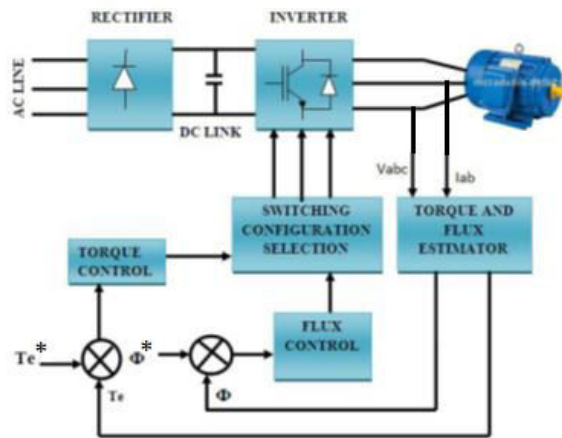 RECTIFIER
INVERTER
AC LINE
DC LINK
Vabc
Iab
SWITCHING
CONFIGURATION
SELECTION
TORQUE AND
FLUX
ESTIMATOR
TORQUE
CONTROL
FLUX
CONTROL
Te*
Φ*
Te
Φ